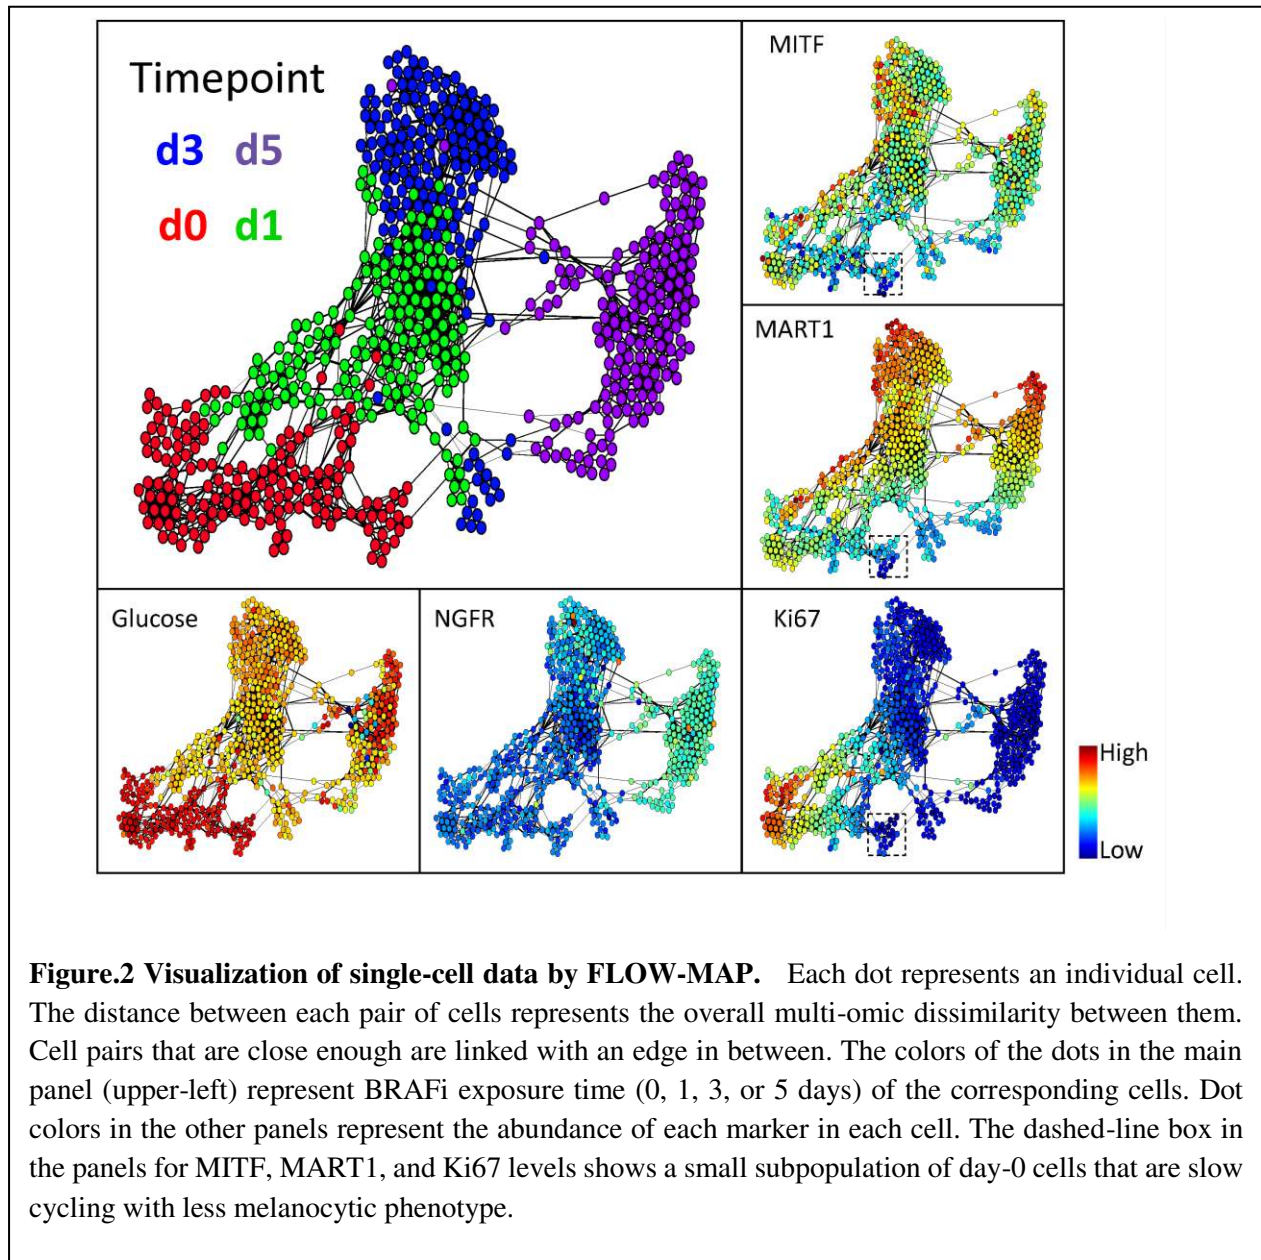 Timepoint
d3 d5
d0 d1
MITF
MART1
Glucose
NGFR
Ki67
High
Low
Figure.2 Visualization of single-cell data by FLOW-MAP. Each dot represents an individual cell.
The distance between each pair of cells represents the overall multi-omic dissimilarity between them.
Cell pairs that are close enough are linked with an edge in between. The colors of the dots in the main
panel (upper-left) represent BRAFi exposure time (0, 1, 3, or 5 days) of the corresponding cells. Dot
colors in the other panels represent the abundance of each marker in each cell. The dashed-line box in
the panels for MITF, MART1, and Ki67 levels shows a small subpopulation of day-0 cells that are slow
cycling with less melanocytic phenotype.